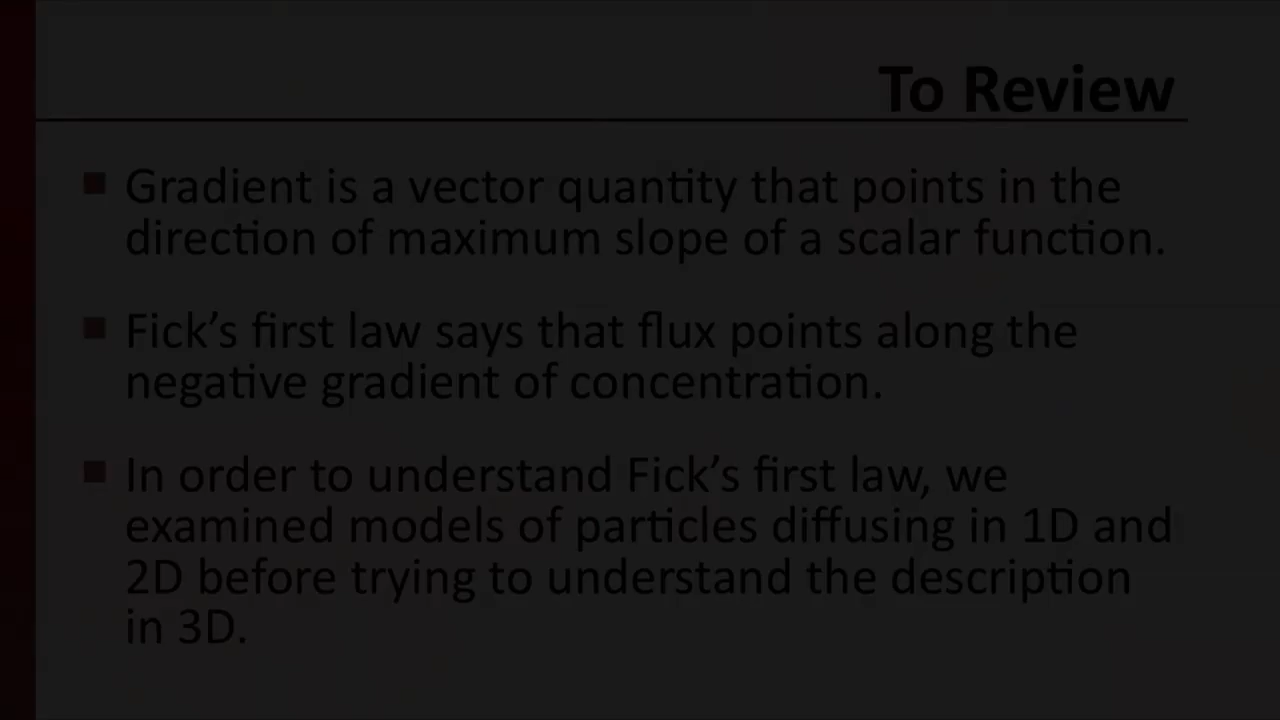 To Review
Gradient is a vector quantity that points in the
direction of maximum slope of a scalar function.
Fick’s first law says that flux points along the
negative gradient of concentration.
In order to understand Fick’s first law, we
examined models of particles diffusing in 1D and
2D before trying to understand the description
in 3D.